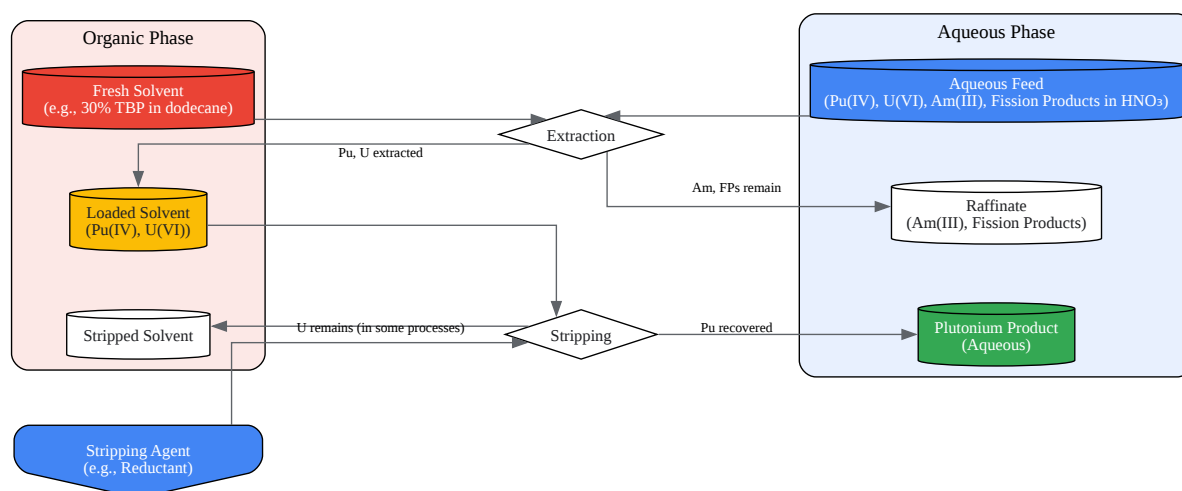 Organic Phase
Aqueous Phase
Fresh Solvent
(e.g., 30% TBP in dodecane)
Aqueous Feed
(Pu(IV), U(VI), Am(III), Fission Products in HNO₃)
Extraction
Pu, U extracted
Am, FPs remain
Loaded Solvent
(Pu(IV), U(VI))
Raffinate
(Am(III), Fission Products)
Stripped Solvent
U remains (in some processes)
Stripping
Pu recovered
Plutonium Product
(Aqueous)
Stripping Agent
(e.g., Reductant)